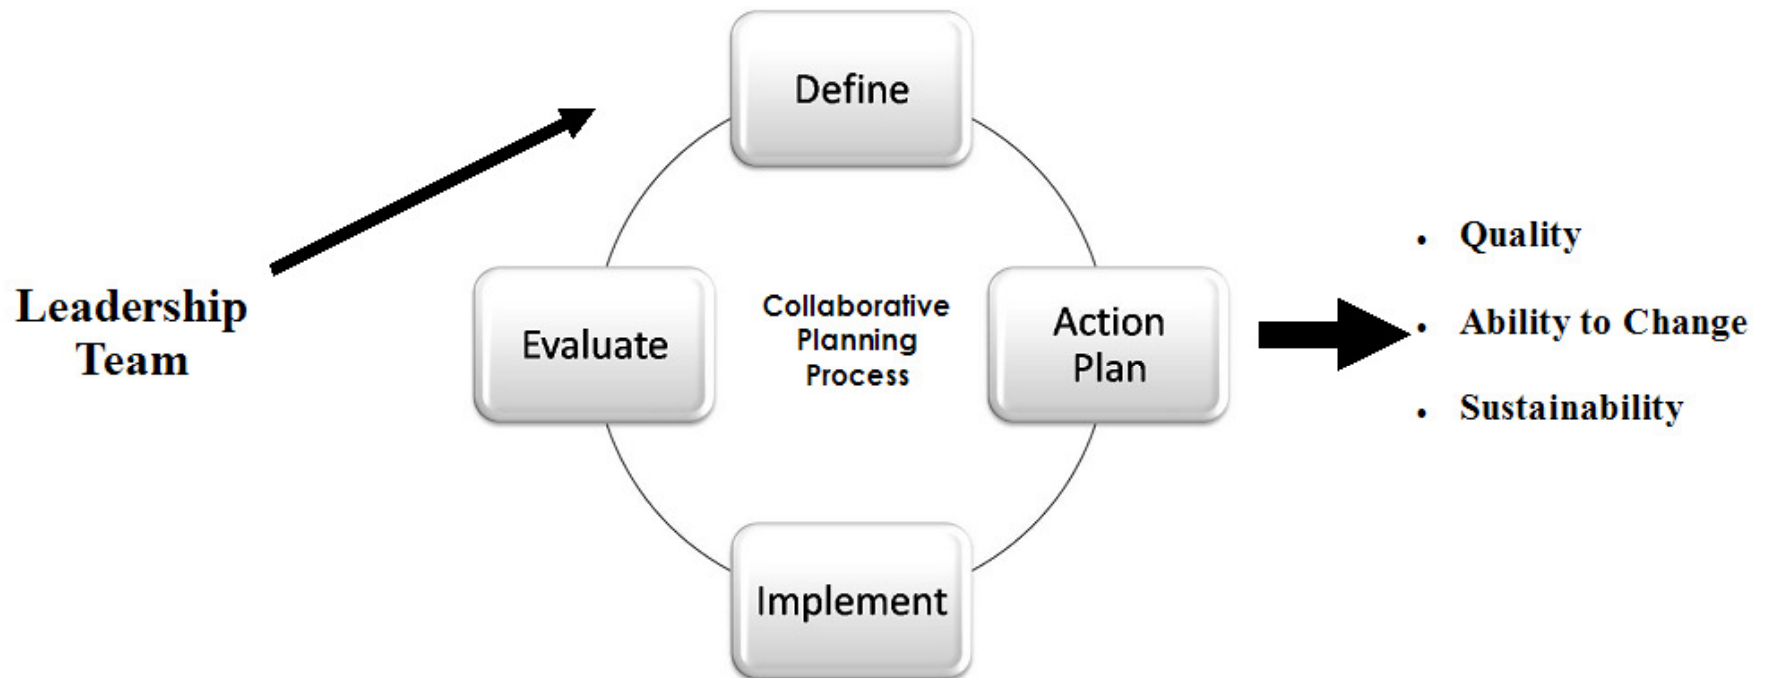 Define
Leadership
Team
Evaluate
Collaborative
Planning
Process
Action
Plan
Implement
• Quality
• Ability to Change
• Sustainability